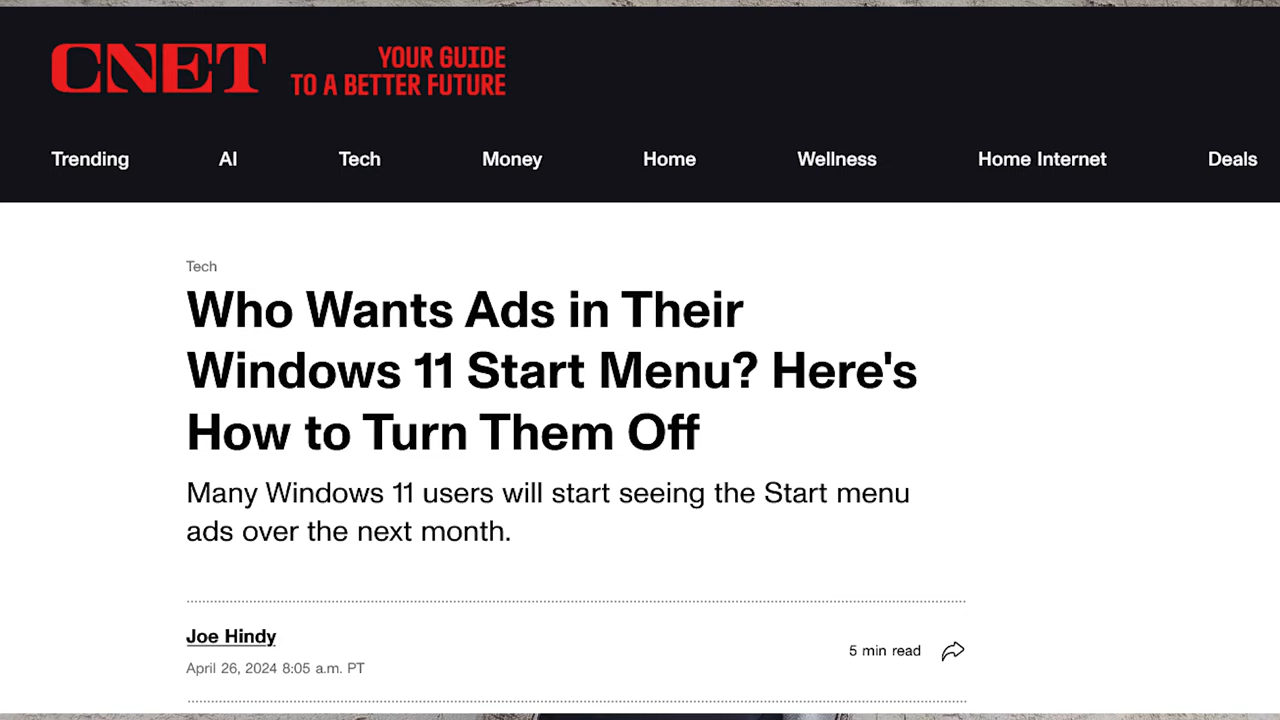 CNET
YOUR GUIDE
TO A BETTER FUTURE
Trending AI Tech Money Home Wellness Home Internet Deals
Tech
Who Wants Ads in Their
Windows 11 Start Menu? Here's
How to Turn Them Off
Many Windows 11 users will start seeing the Start menu
ads over the next month.
Joe Hindy
5 min read
April 26, 2024 8:05 a.m. PT